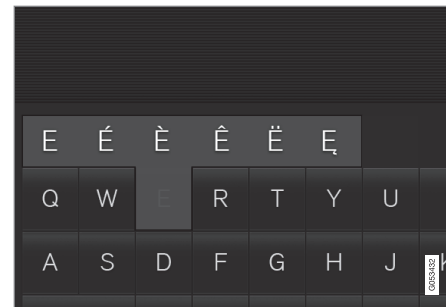 E É È Ê Ë Ę
Q W E R T Y U
A S D F G H J K
G053432